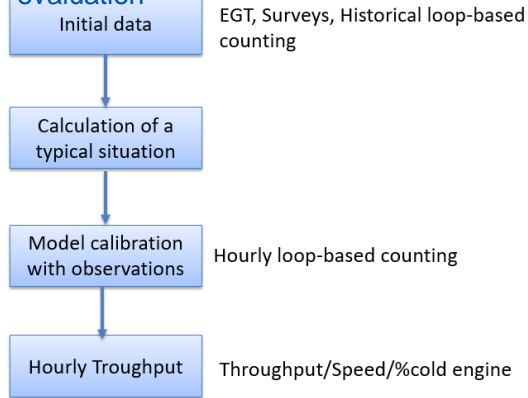 evaluation
Initial data
EGT, Surveys, Historical loop-based
counting
Calculation of a
typical situation
Model calibration
with observations
Hourly loop-based counting
Hourly Troughput
Throughput/Speed/%cold engine